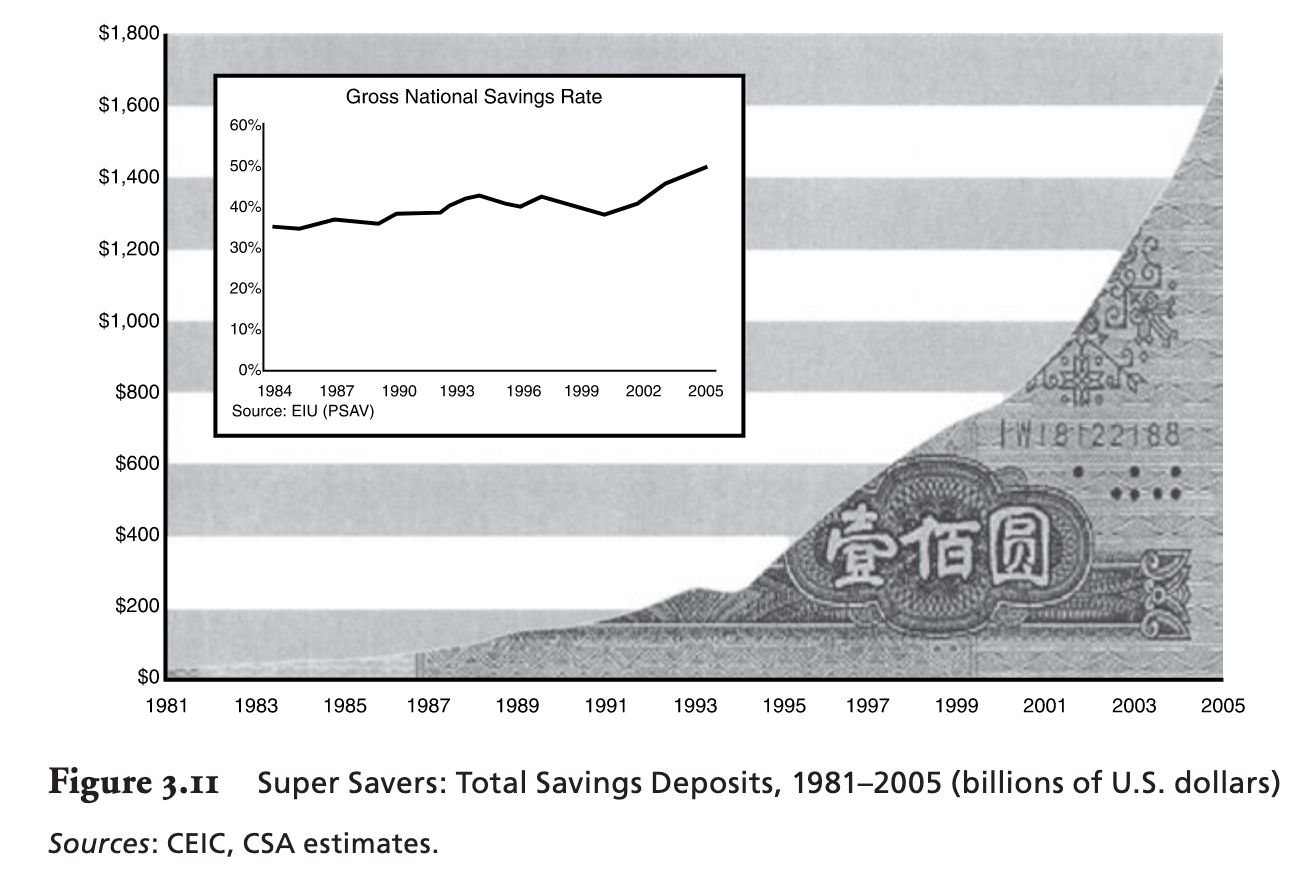 $1,800
$1,600
$1,400
$1,200
$1,000
$800
$600
$400
$200
$0
Gross National Savings Rate
60%
50%
40%
30%
20%
10%
0%
1984 1987 1990 1993 1996 1999 2002 2005
Source: EIU (PSAV)
IW18122188
壹佰圆
1981 1983 1985 1987 1989 1991 1993 1995 1997 1999 2001 2003 2005
Figure 3.11 Super Savers: Total Savings Deposits, 1981–2005 (billions of U.S. dollars)
Sources: CEIC, CSA estimates.